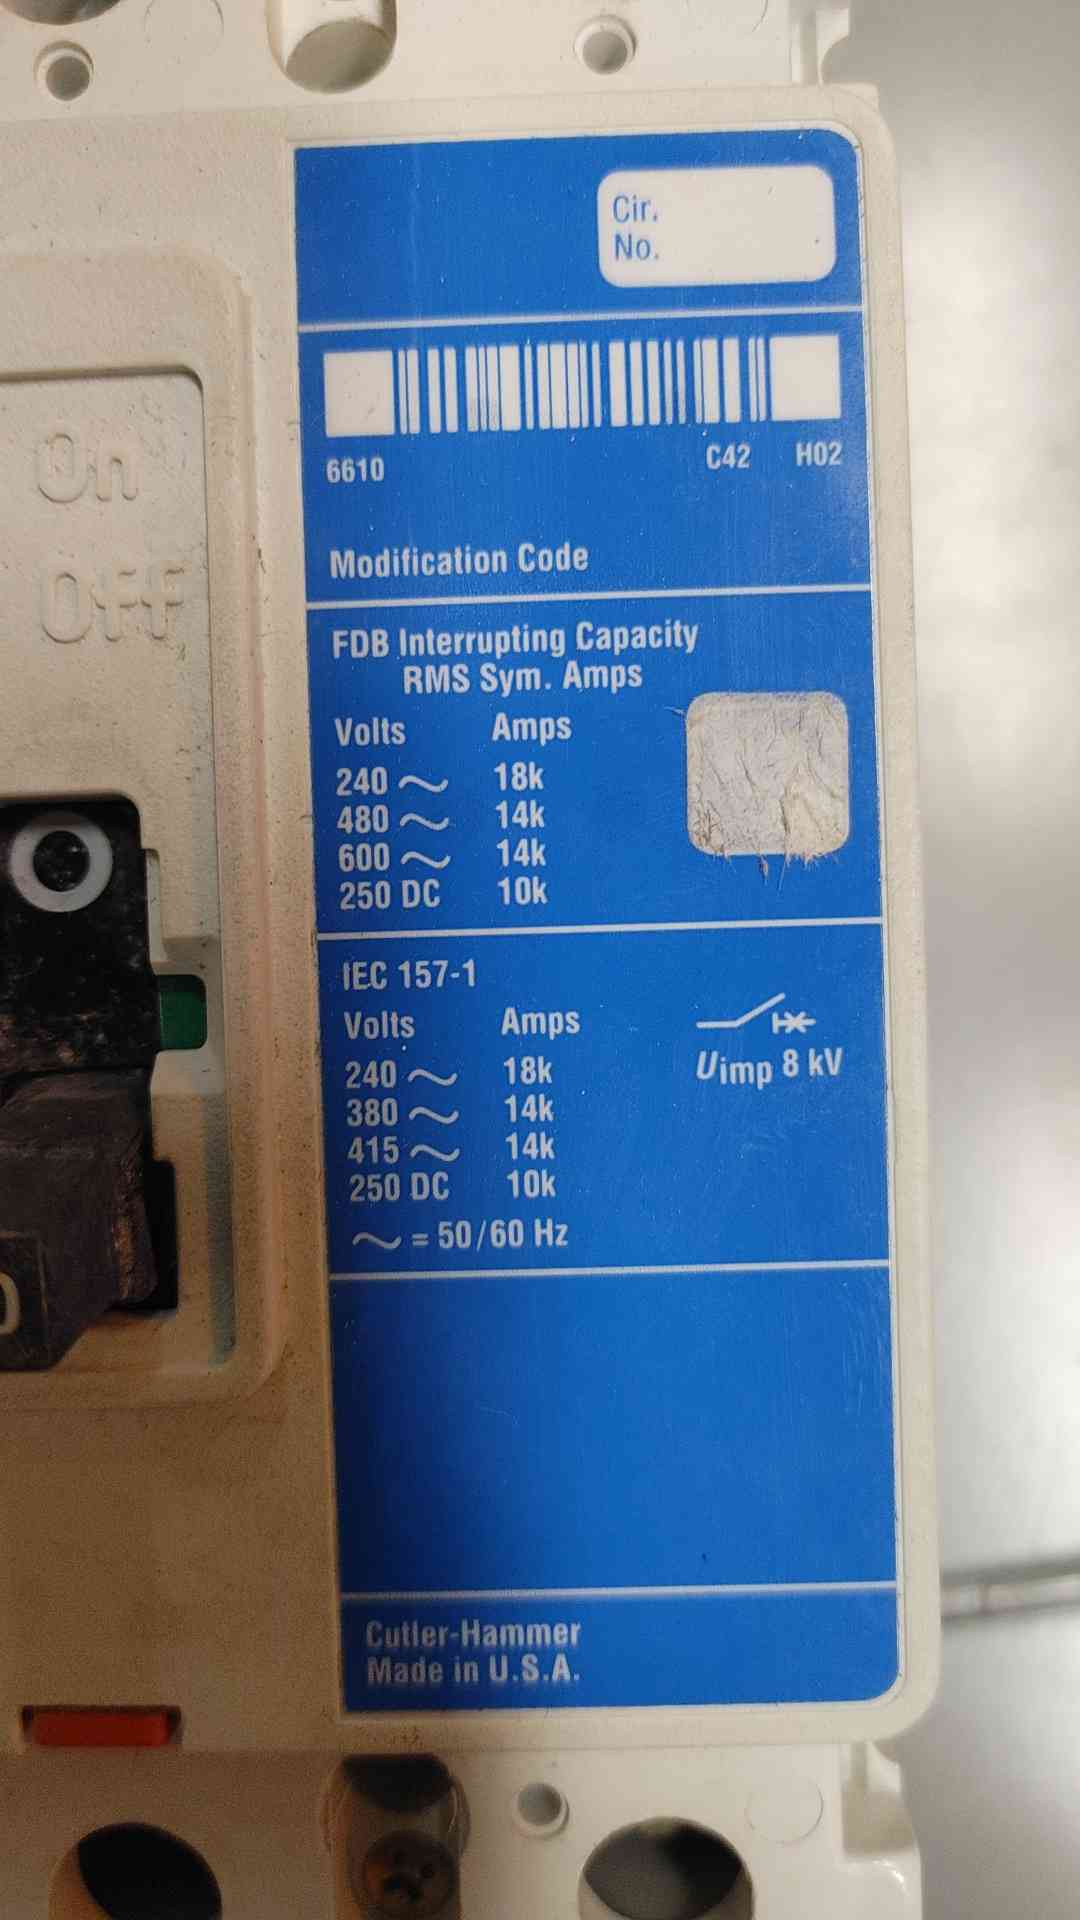 Cir.
No.
6610 C42 H02
Modification Code
On
Off
FDB Interrupting Capacity
RMS Sym. Amps
Volts Amps
240 ~ 18k
480 ~ 14k
600 ~ 14k
250 DC 10k
IEC 157-1
Volts Amps
240 ~ 18k
380 ~ 14k
415 ~ 14k
250 DC 10k
~ = 50/60 Hz
Uimp 8 kV
Cutler-Hammer
Made in U.S.A.